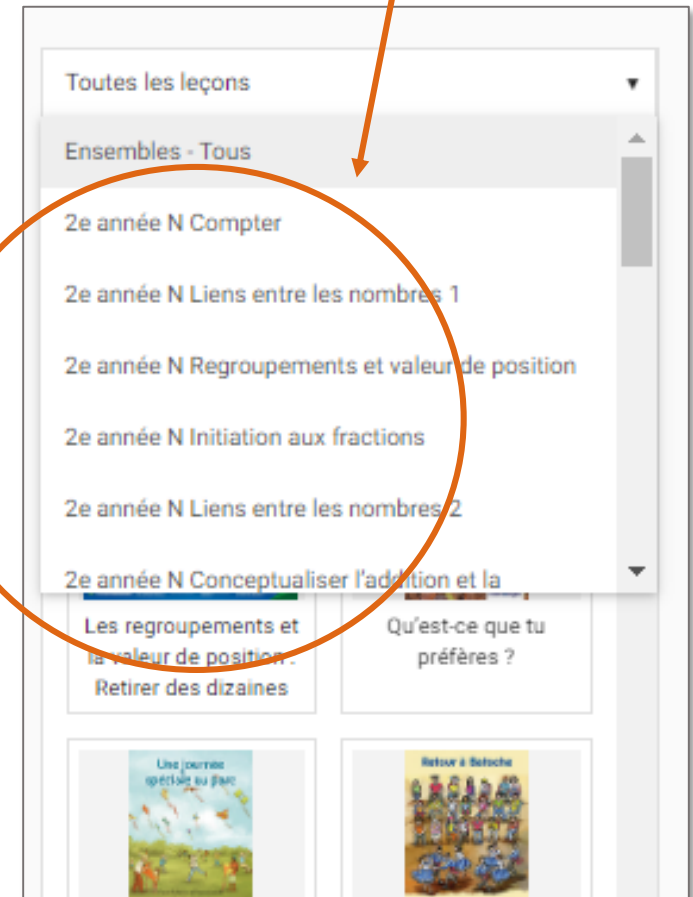 Toutes les leçons
Ensembles - Tous
2e année N Compter
2e année N Liens entre les nombres 1
2e année N Regroupements et valeur de position
2e année N Initiation aux fractions
2e année N Liens entre les nombres 2
2e année N Conceptualiser l'addition et la
Les regroupements et
la valeur de position :
Retirer des dizaines
Qu'est-ce que tu
préfères ?
Une journée
spéciale au parc
Retour à Batoche